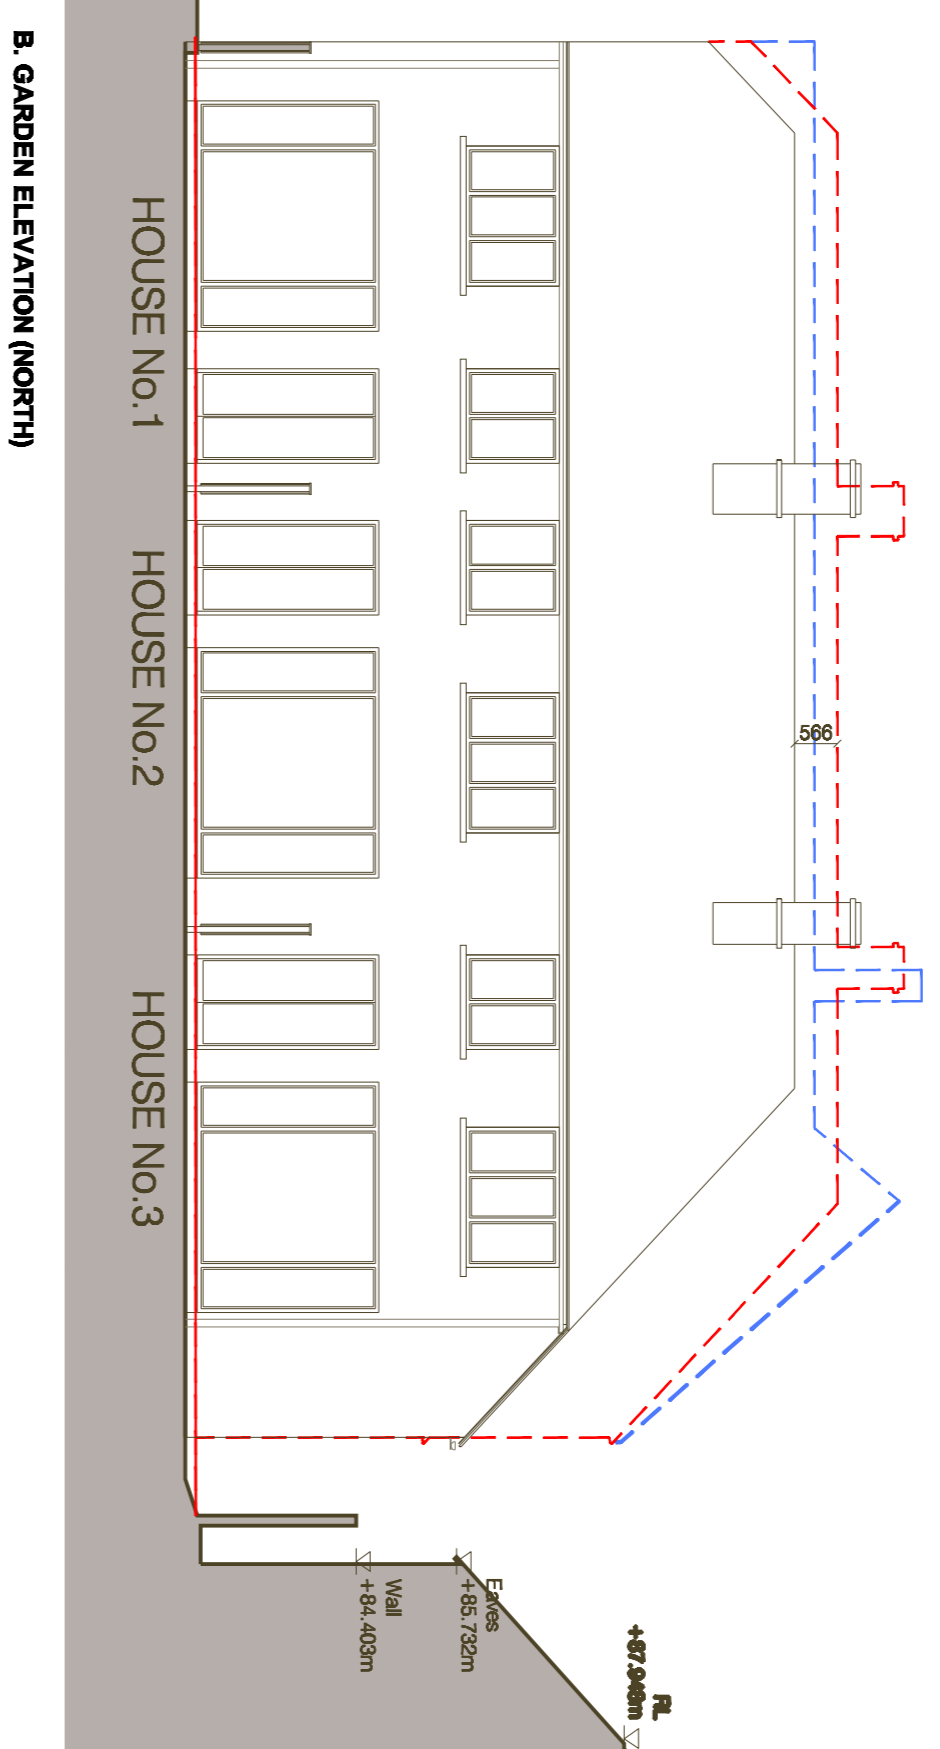 B. GARDEN ELEVATION (NORTH)
HOUSE No.1
HOUSE No.2
HOUSE No.3
566
Eaves
+85.732m
Wall
+84.403m
RL